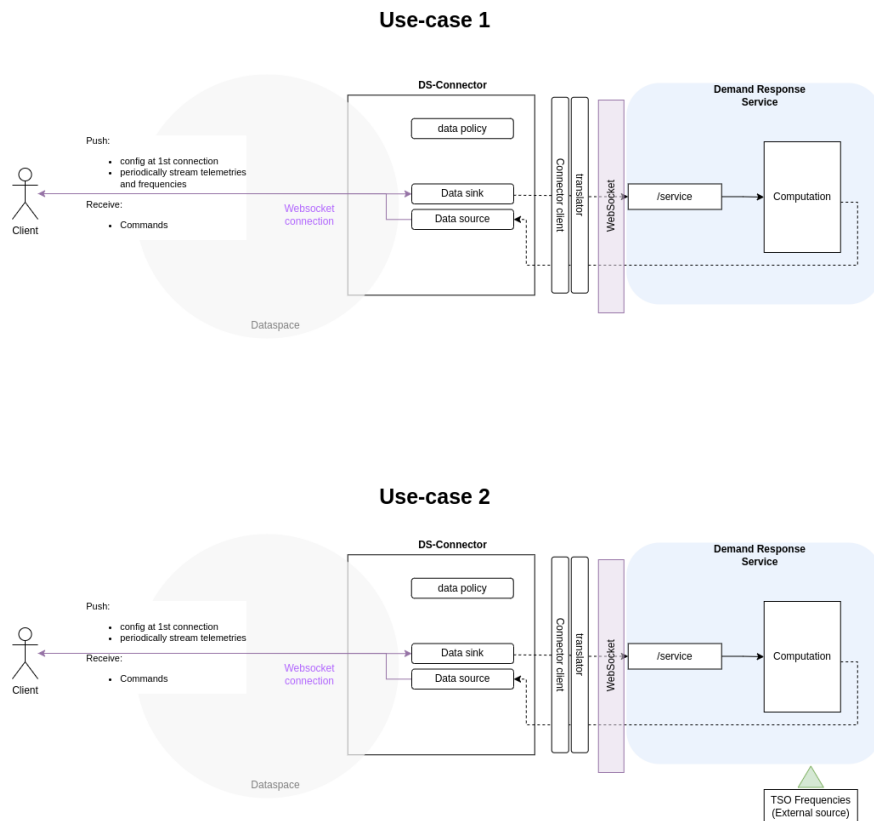 Use-case 1
DS-Connector
Demand Response
Service
data policy
Push:
config at 1st connection
periodically stream telemetries
and frequencies
Receive:
Commands
Client
Websocket
connection
Data sink
Data source
Connector client
translator
WebSocket
/service
Computation
Dataspace
Use-case 2
DS-Connector
Demand Response
Service
data policy
Push:
config at 1st connection
periodically stream telemetries
Receive:
Commands
Client
Websocket
connection
Data sink
Data source
Connector client
translator
WebSocket
/service
Computation
Dataspace
TSO Frequencies
(External source)